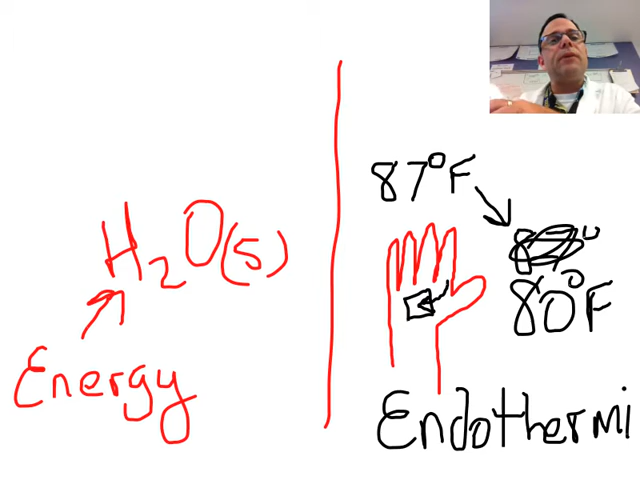 H₂O(s)
Energy
87°F
80°F
Endothermi